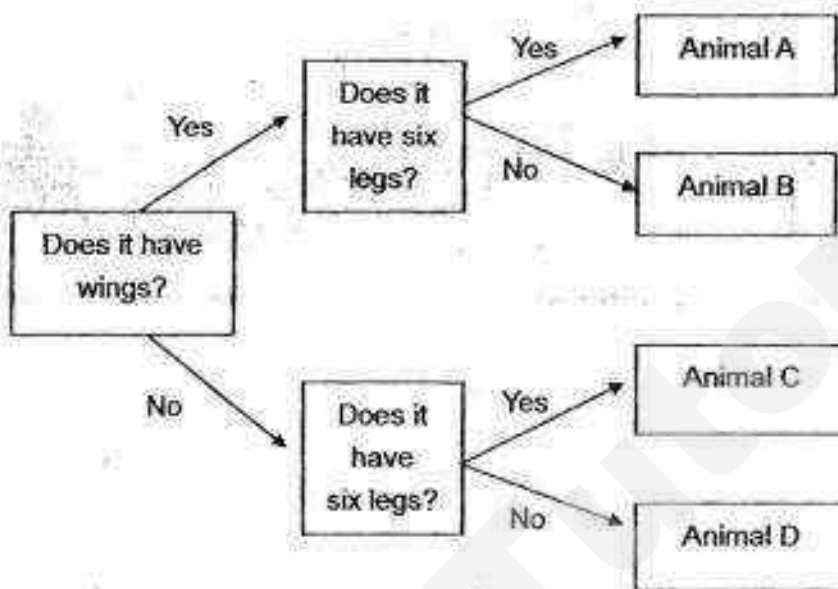 Does it have
wings?
Yes
No
Does it
have six
legs?
Yes
No
Animal A
Animal B
Does it
have
six legs?
Yes
No
Animal C
Animal D